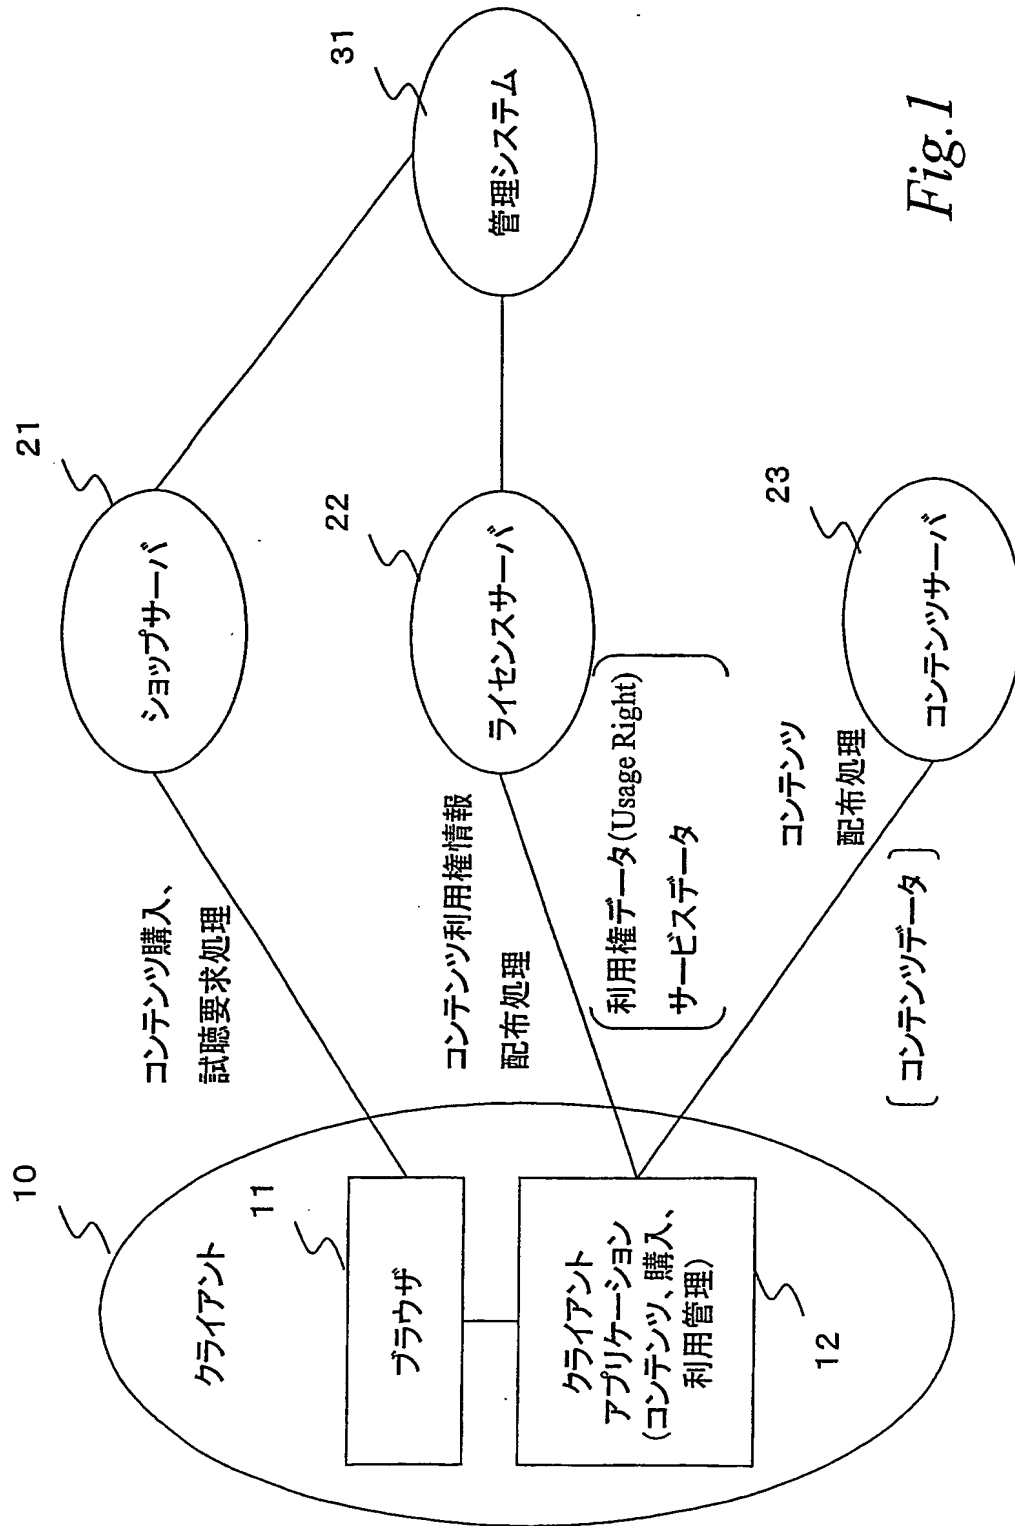 10
クライアント
11
ブラウザ
クライアント
アプリケーション
(コンテンツ、購入、
利用管理)
12
コンテンツ購入、
試聴要求処理
コンテンツ利用権情報
配布処理
利用権データ(Usage Right)
サービスデータ
コンテンツ
配布処理
コンテンツデータ
21
ショップサーバ
22
ライセンスサーバ
23
コンテンツサーバ
31
管理システム
Fig.1